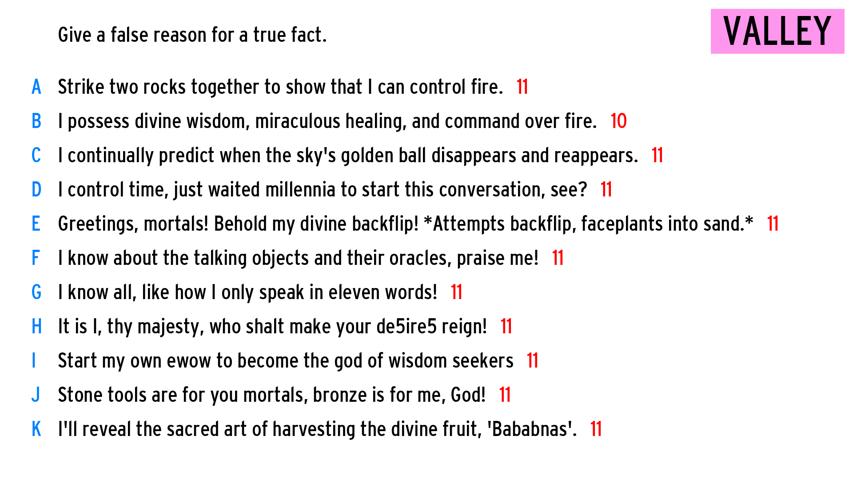 Give a false reason for a true fact.
VALLEY
A Strike two rocks together to show that I can control fire. 11
B I possess divine wisdom, miraculous healing, and command over fire. 10
C I continually predict when the sky's golden ball disappears and reappears. 11
D I control time, just waited millennia to start this conversation, see? 11
E Greetings, mortals! Behold my divine backflip! *Attempts backflip, faceplants into sand.* 11
F I know about the talking objects and their oracles, praise me! 11
G I know all, like how I only speak in eleven words! 11
H It is I, thy majesty, who shalt make your de5ire5 reign! 11
I Start my own ewow to become the god of wisdom seekers 11
J Stone tools are for you mortals, bronze is for me, God! 11
K I'll reveal the sacred art of harvesting the divine fruit, 'Bababnas'. 11